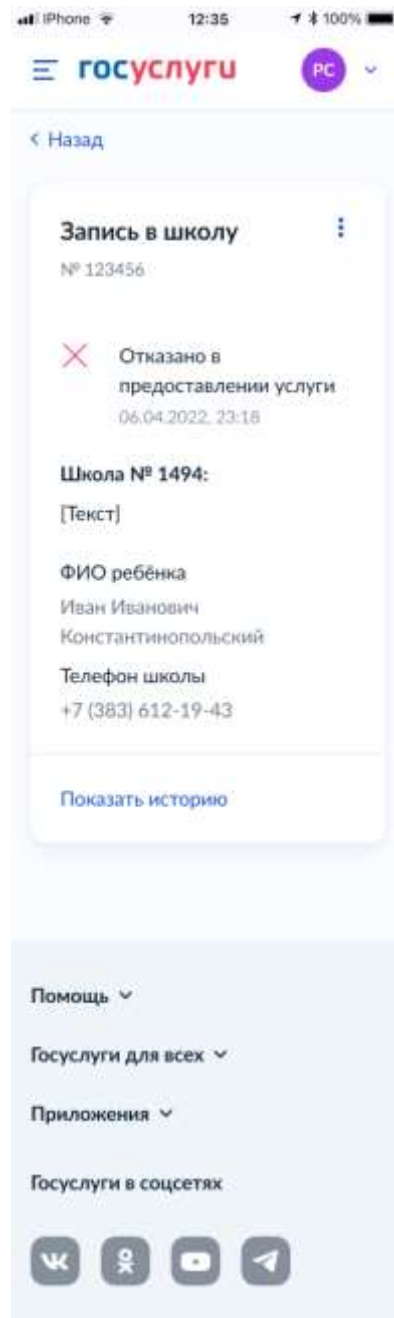 iPhone 12:35 100%
госуслуги РС
Назад
Запись в школу
№ 123456
Отказано в
предоставлении услуги
06.04.2022, 23:18
Школа № 1494:
[Текст]
ФИО ребёнка
Иван Иванович
Константинопольский
Телефон школы
+7 (383) 612-19-43
Показать историю
Помощь
Госуслуги для всех
Приложения
Госуслуги в соцсетях